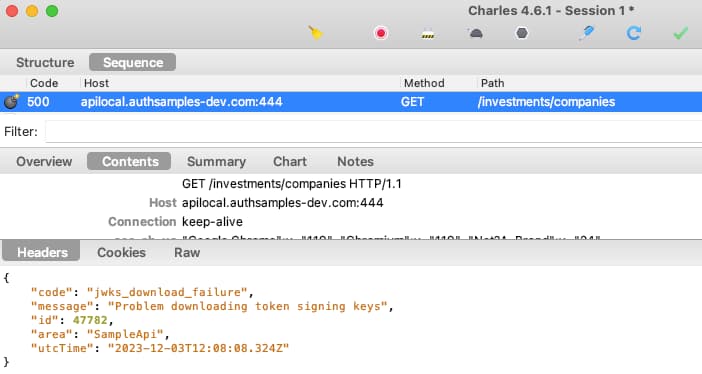 Charles 4.6.1 - Session 1 *
Structure Sequence
Code Host Method Path
500 apilocal.authsamples-dev.com:444 GET /investments/companies
Filter:
Overview Contents Summary Chart Notes
GET /investments/companies HTTP/1.1
Host apilocal.authsamples-dev.com:444
Connection keep-alive
Headers Cookies Raw
{
"code": "jwks_download_failure",
"message": "Problem downloading token signing keys",
"id": 47782,
"area": "SampleApi",
"utcTime": "2023-12-03T12:08:08.324Z"
}